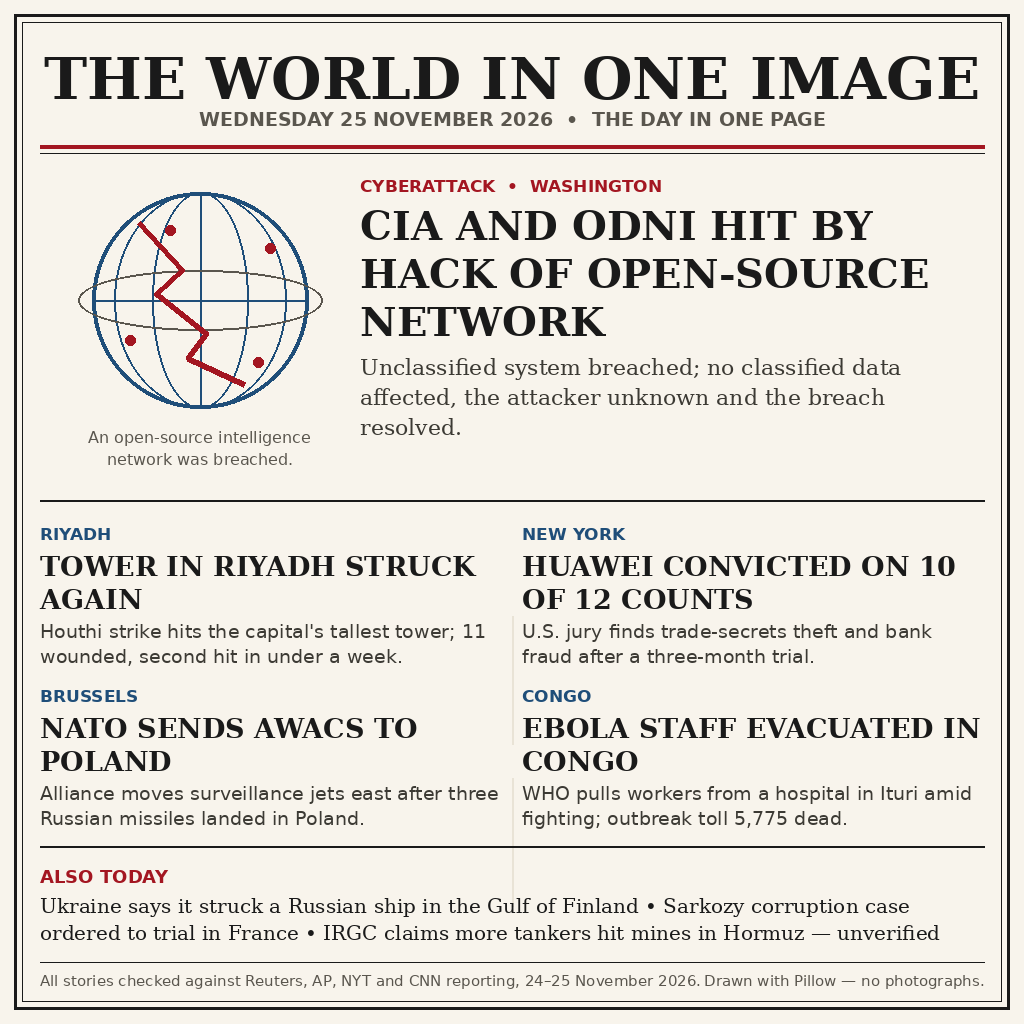 THE WORLD IN ONE IMAGE
WEDNESDAY 25 NOVEMBER 2026 • THE DAY IN ONE PAGE
CYBERATTACK • WASHINGTON
CIA AND ODNI HIT BY
HACK OF OPEN-SOURCE
NETWORK
Unclassified system breached; no classified data
affected, the attacker unknown and the breach
resolved.
An open-source intelligence
network was breached.
RIYADH
TOWER IN RIYADH STRUCK
AGAIN
Houthi strike hits the capital's tallest tower; 11
wounded, second hit in under a week.
NEW YORK
HUAWEI CONVICTED ON 10
OF 12 COUNTS
U.S. jury finds trade-secrets theft and bank
fraud after a three-month trial.
BRUSSELS
NATO SENDS AWACS TO
POLAND
Alliance moves surveillance jets east after three
Russian missiles landed in Poland.
CONGO
EBOLA STAFF EVACUATED IN
CONGO
WHO pulls workers from a hospital in Ituri amid
fighting; outbreak toll 5,775 dead.
ALSO TODAY
Ukraine says it struck a Russian ship in the Gulf of Finland • Sarkozy corruption case
ordered to trial in France • IRGC claims more tankers hit mines in Hormuz — unverified
All stories checked against Reuters, AP, NYT and CNN reporting, 24–25 November 2026. Drawn with Pillow — no photographs.